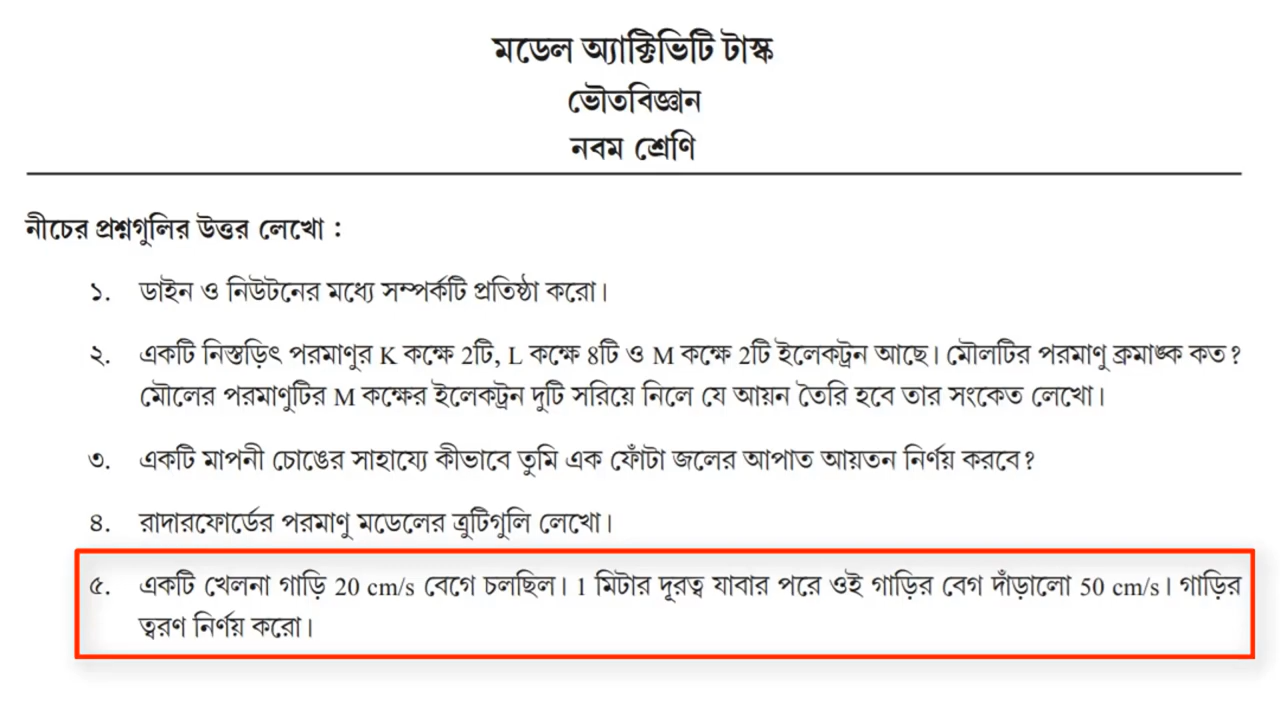 মডেল অ্যাক্টিভিটি টাস্ক
ভৌতবিজ্ঞান
নবম শ্রেণি
নীচের প্রশ্নগুলির উত্তর লেখো :
১. ডাইন ও নিউটনের মধ্যে সম্পর্কটি প্রতিষ্ঠা করো।
২. একটি নিস্তড়িৎ পরমাণুর K কক্ষে 2টি, L কক্ষে 8টি ও M কক্ষে 2টি ইলেকট্রন আছে। মৌলটির পরমাণু ক্রমাঙ্ক কত?
মৌলের পরমাণুটির M কক্ষের ইলেকট্রন দুটি সরিয়ে নিলে যে আয়ন তৈরি হবে তার সংকেত লেখো।
৩. একটি মাপনী চোঙের সাহায্যে কীভাবে তুমি এক ফোঁটা জলের আপাত আয়তন নির্ণয় করবে?
৪. রাদারফোর্ডের পরমাণু মডেলের ত্রুটিগুলি লেখো।
৫. একটি খেলনা গাড়ি 20 cm/s বেগে চলছিল। 1 মিটার দূরত্ব যাবার পরে ওই গাড়ির বেগ দাঁড়ালো 50 cm/s। গাড়ির
ত্বরণ নির্ণয় করো।